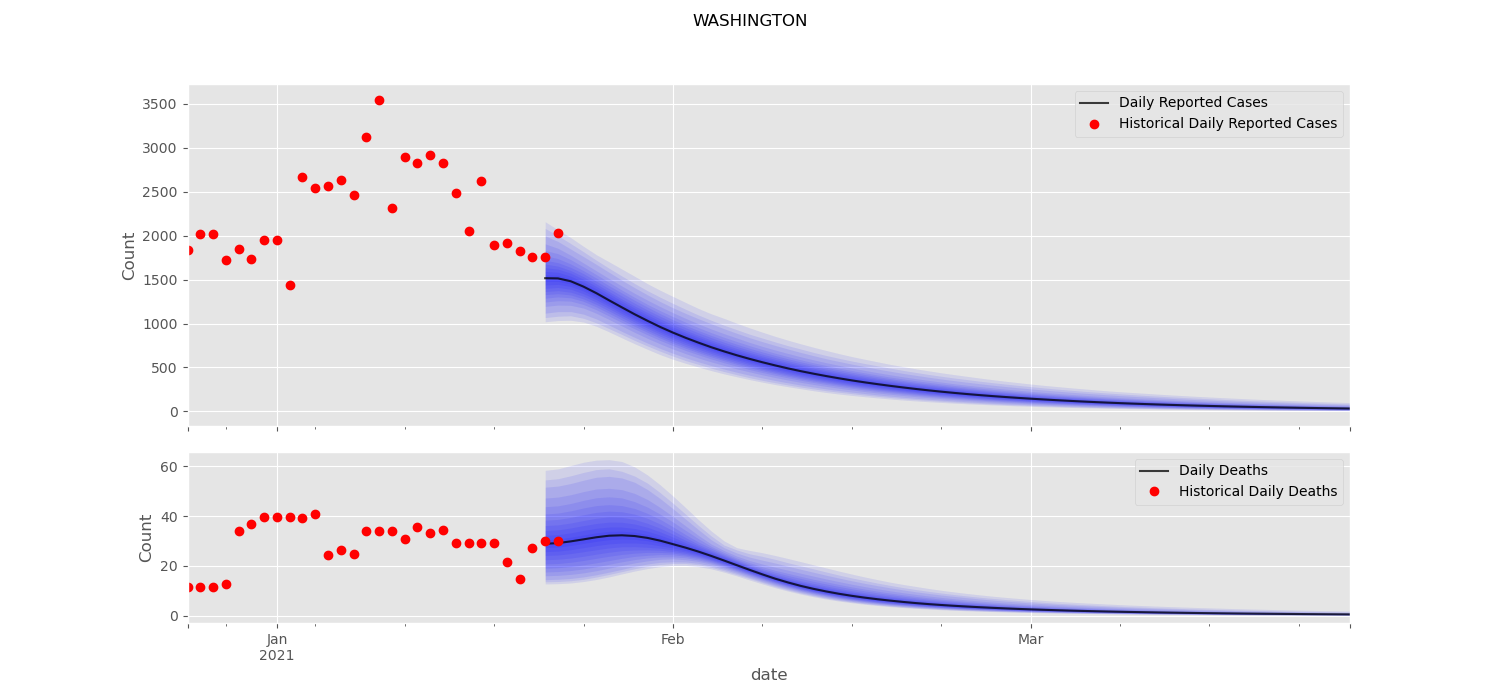 WASHINGTON
Count
3500
3000
2500
2000
1500
1000
500
0
Daily Reported Cases
Historical Daily Reported Cases
Count
60
40
20
0
Daily Deaths
Historical Daily Deaths
Jan
2021
Feb
Mar
date